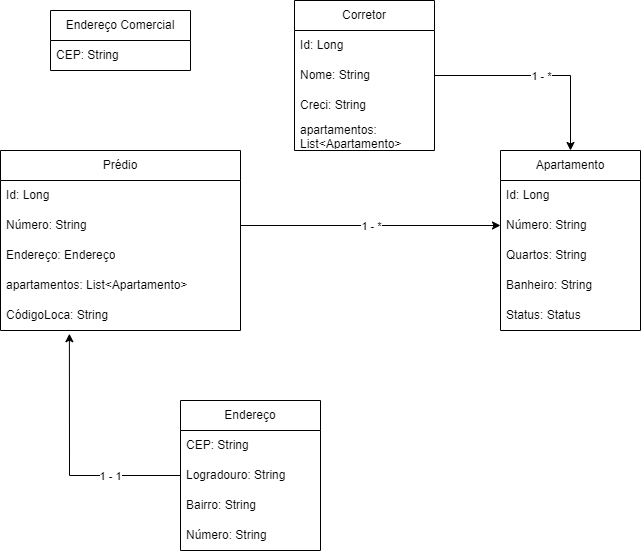 Endereço Comercial
CEP: String
Corretor
Id: Long
Nome: String
Creci: String
apartamentos:
List<Apartamento>
1 - *
Prédio
Id: Long
Número: String
Endereço: Endereço
apartamentos: List<Apartamento>
CódigoLoca: String
1 - *
Apartamento
Id: Long
Número: String
Quartos: String
Banheiro: String
Status: Status
1 - 1
Endereço
CEP: String
Logradouro: String
Bairro: String
Número: String